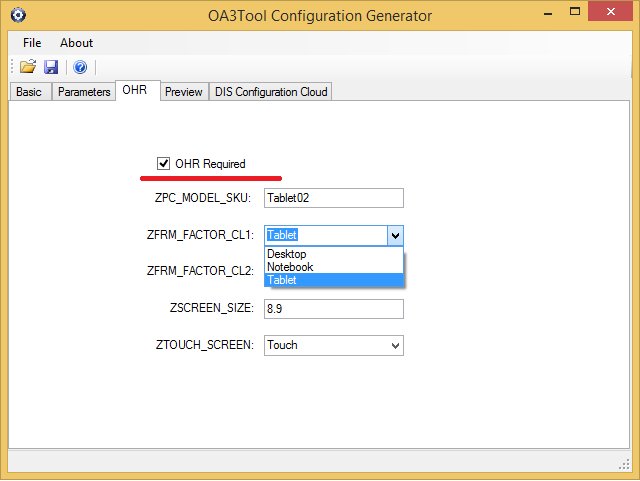 OA3Tool Configuration Generator
File About
Basic Parameters OHR Preview DIS Configuration Cloud
OHR Required
ZPC_MODEL_SKU: Tablet02
ZFRM_FACTOR_CL1: Tablet
Desktop
Notebook
ZFRM_FACTOR_CL2:
Tablet
ZSCREEN_SIZE: 8.9
ZTOUCH_SCREEN: Touch